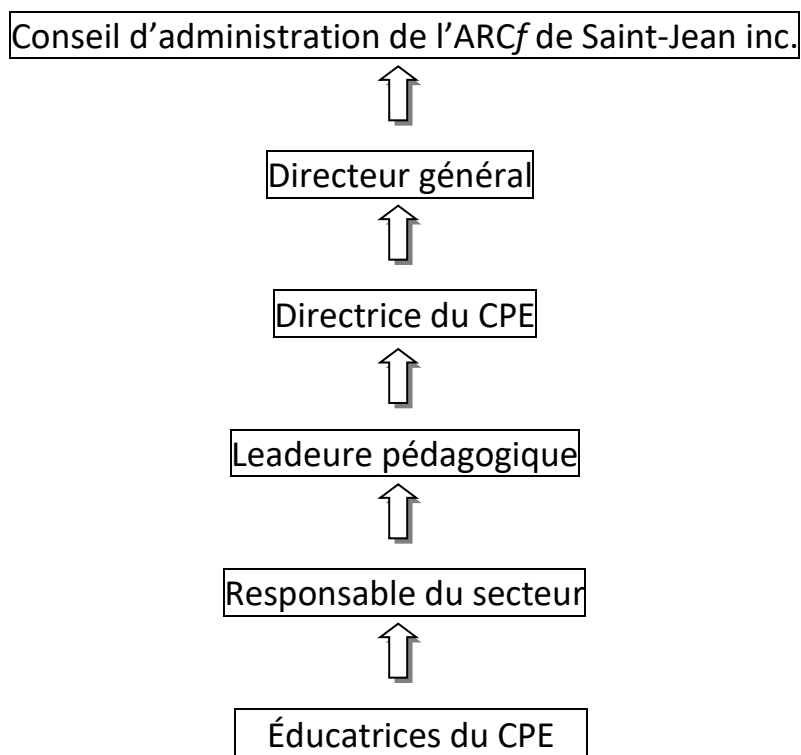 Conseil d’administration de l’ARCf de Saint-Jean inc.
Directeur général
Directrice du CPE
Leadeure pédagogique
Responsable du secteur
Éducatrices du CPE